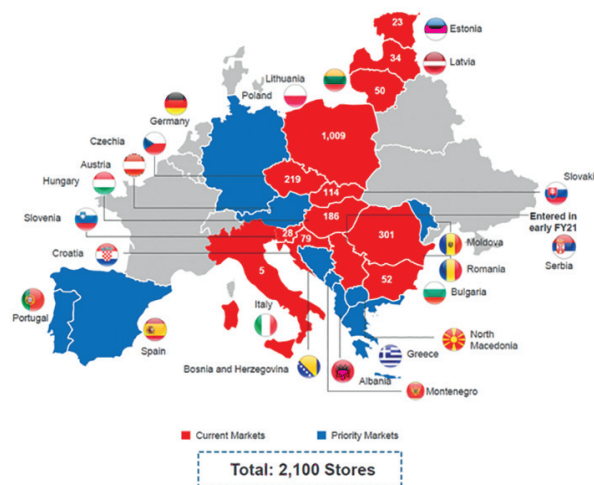 23
Estonia
34
Latvia
Lithuania
50
Poland
Germany
1,009
Czechia
219
Austria
114
Slovaki
Hungary
186
Slovenia
28
301
Entered in
early FY21
79
Moldova
Croatia
Serbia
5
Romania
52
Bulgaria
Portugal
Italy
Spain
North
Macedonia
Greece
Bosnia and Herzegovina
Albania
Montenegro
Current Markets
Priority Markets
Total: 2,100 Stores